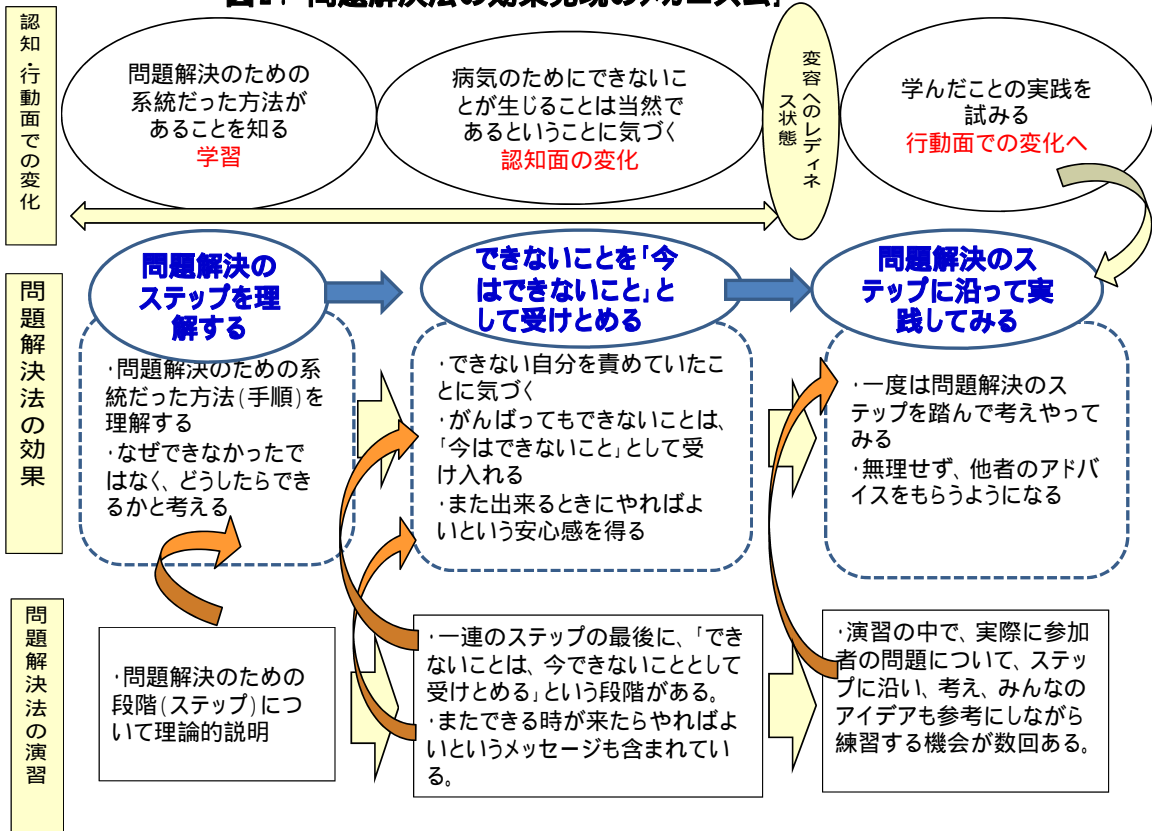 認知・行動面での変化
問題解決のための
系統だった方法が
あることを知る
学習
病気のためにできないこ
とが生じることは当然で
あるということに気づく
認知面の変化
変容へのレディネ
ス状態
学んだことの実践を
試みる
行動面での変化へ
問題解決法の効果
問題解決の
ステップを理
解する
・問題解決のための系
統だった方法(手順)を
理解する
・なぜできなかったで
はなく、どうしたらでき
るかと考える
できないことを「今
はできないこと」と
して受けとめる
・できない自分を責めていたこ
とに気づく
・がんばってもできないことは、
「今はできないこと」として受
け入れる
・また出来るときにやればよ
いという安心感を得る
問題解決のス
テップに沿って実
践してみる
・一度は問題解決のス
テップを踏んで考えやって
みる
・無理せず、他者のアドバ
イスをもらうようになる
問題解決法の演習
・問題解決のための
段階(ステップ)につ
いて理論的説明
・一連のステップの最後に、「でき
ないことは、今できないこととして
受けとめる」という段階がある。
・またできる時が来たらやればよ
いというメッセージも含まれてい
る。
・演習の中で、実際に参加
者の問題について、ステッ
プに沿い、考え、みんなの
アイデアも参考にしながら
練習する機会が数回ある。